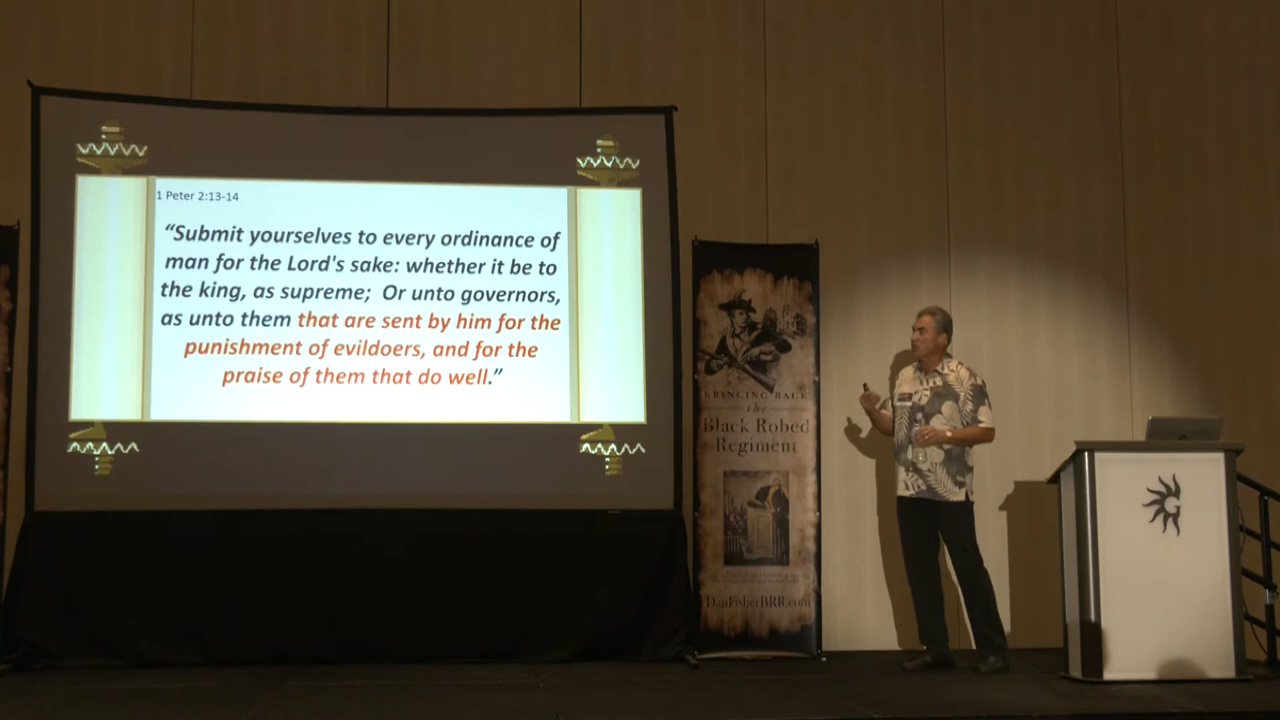 1 Peter 2:13-14
“Submit yourselves to every ordinance of
man for the Lord's sake: whether it be to
the king, as supreme; Or unto governors,
as unto them that are sent by him for the
punishment of evildoers, and for the
praise of them that do well.”
BRINGING BACK
the
Black Robed
Regiment
DanFisherBRR.com